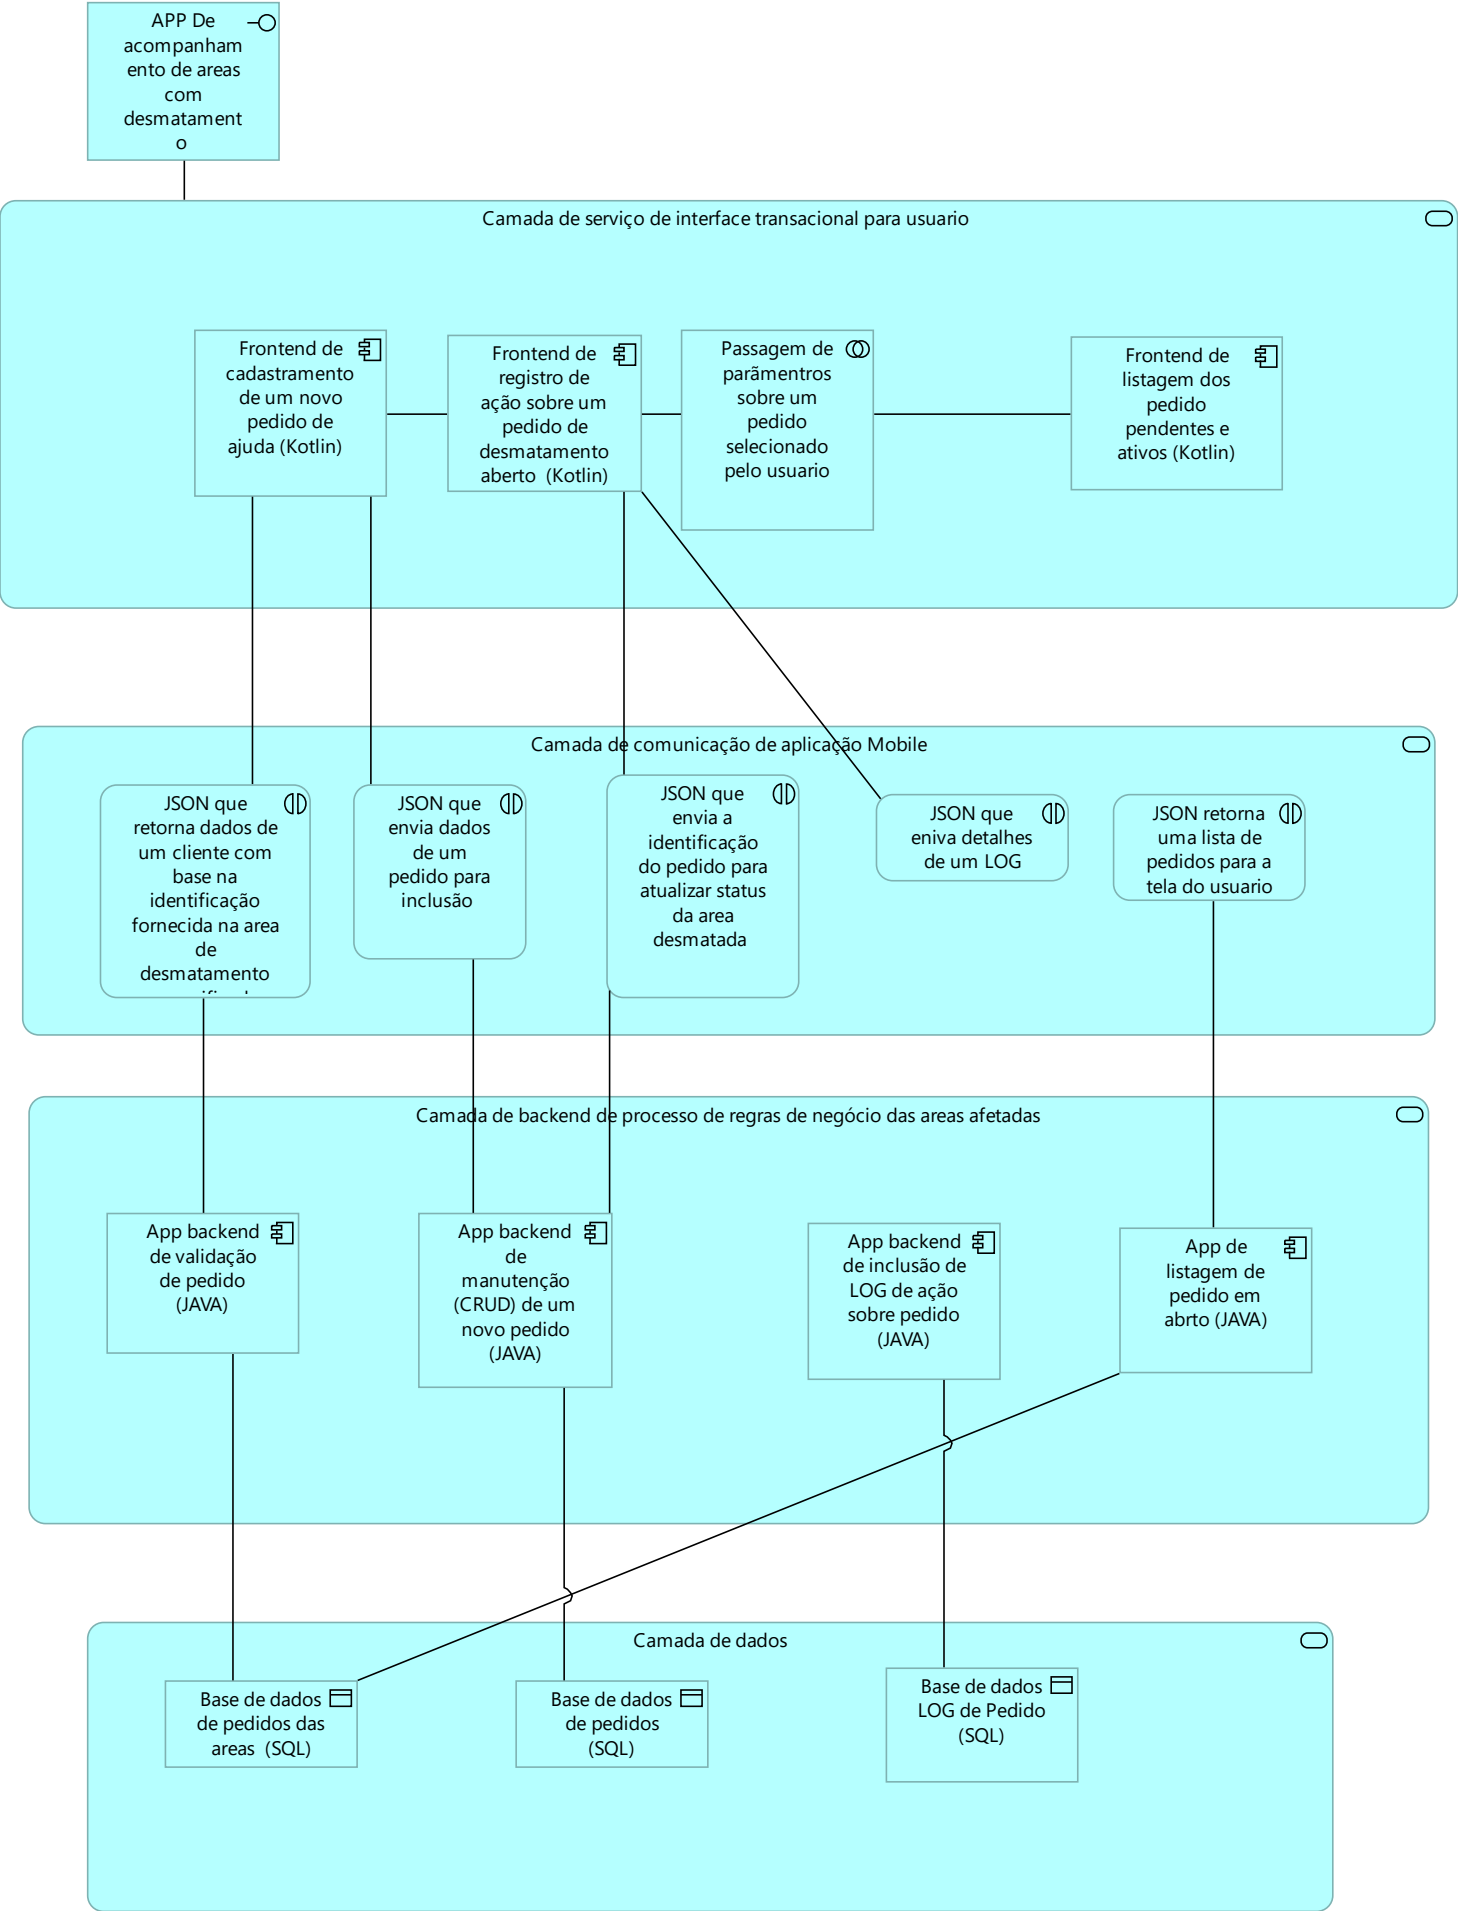 APP De
acompanham
ento de areas
com
desmatament
o
Camada de serviço de interface transacional para usuario
Frontend de
cadastramento
de um novo
pedido de
ajuda (Kotlin)
Frontend de
registro de
ação sobre um
pedido de
desmatamento
aberto  (Kotlin)
Passagem de
parãmentros
sobre um
pedido
selecionado
pelo usuario
Frontend de
listagem dos
pedido
pendentes e
ativos (Kotlin)
Camada de comunicação de aplicação Mobile
JSON que
retorna dados de
um cliente com
base na
identificação
fornecida na area
de
desmatamento
JSON que
envia dados
de um
pedido para
inclusão
JSON que
envia a
identificação
do pedido para
atualizar status
da area
desmatada
JSON que
eniva detalhes
de um LOG
JSON retorna
uma lista de
pedidos para a
tela do usuario
Camada de backend de processo de regras de negócio das areas afetadas
App backend
de validação
de pedido
(JAVA)
App backend
de
manutenção
(CRUD) de um
novo pedido
(JAVA)
App backend
de inclusão de
LOG de ação
sobre pedido
(JAVA)
App de
listagem de
pedido em
abrto (JAVA)
Camada de dados
Base de dados
de pedidos das
areas  (SQL)
Base de dados
de pedidos
(SQL)
Base de dados
LOG de Pedido
(SQL)